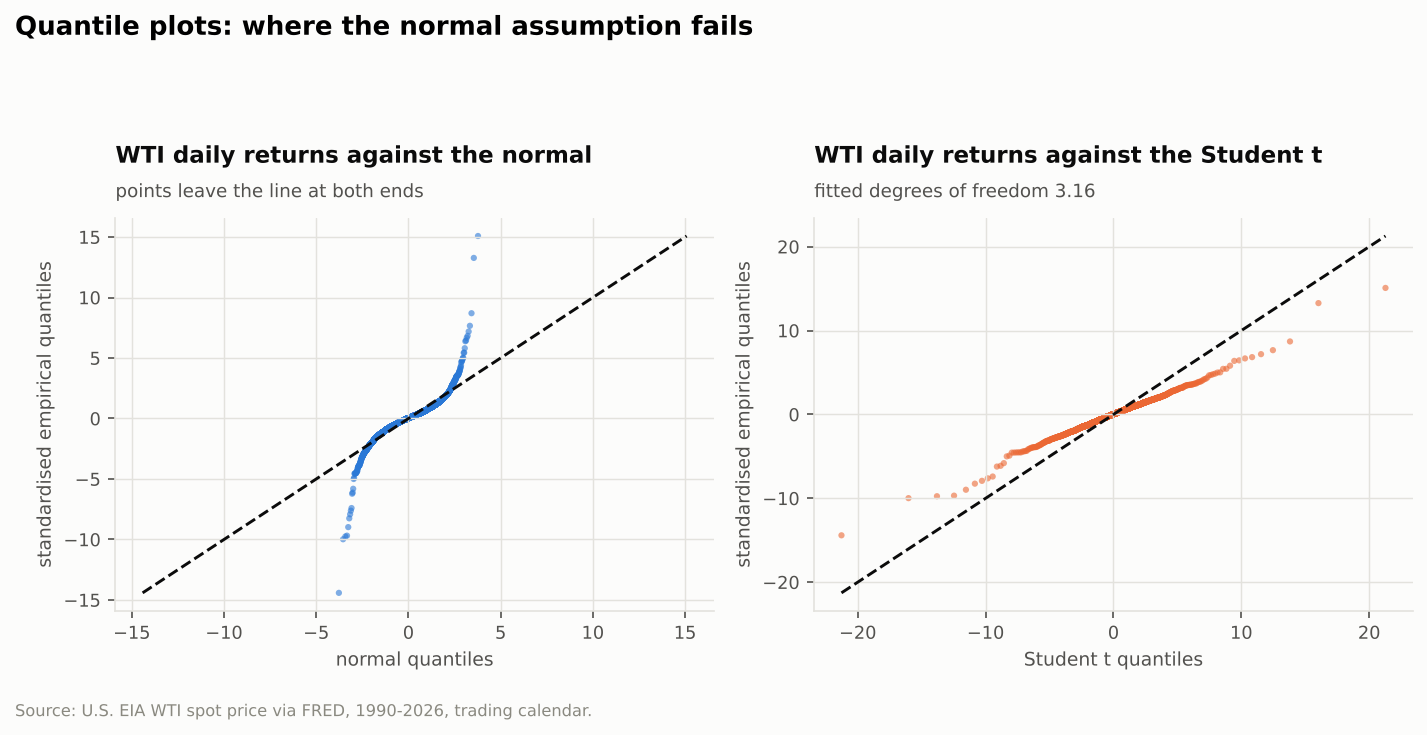 Quantile plots: where the normal assumption fails
WTI daily returns against the normal
points leave the line at both ends
standardised empirical quantiles
15
10
5
0
−5
−10
−15
−15
−10
−5
0
5
10
15
normal quantiles
WTI daily returns against the Student t
fitted degrees of freedom 3.16
standardised empirical quantiles
20
10
0
−10
−20
−20
−10
0
10
20
Student t quantiles
Source: U.S. EIA WTI spot price via FRED, 1990-2026, trading calendar.